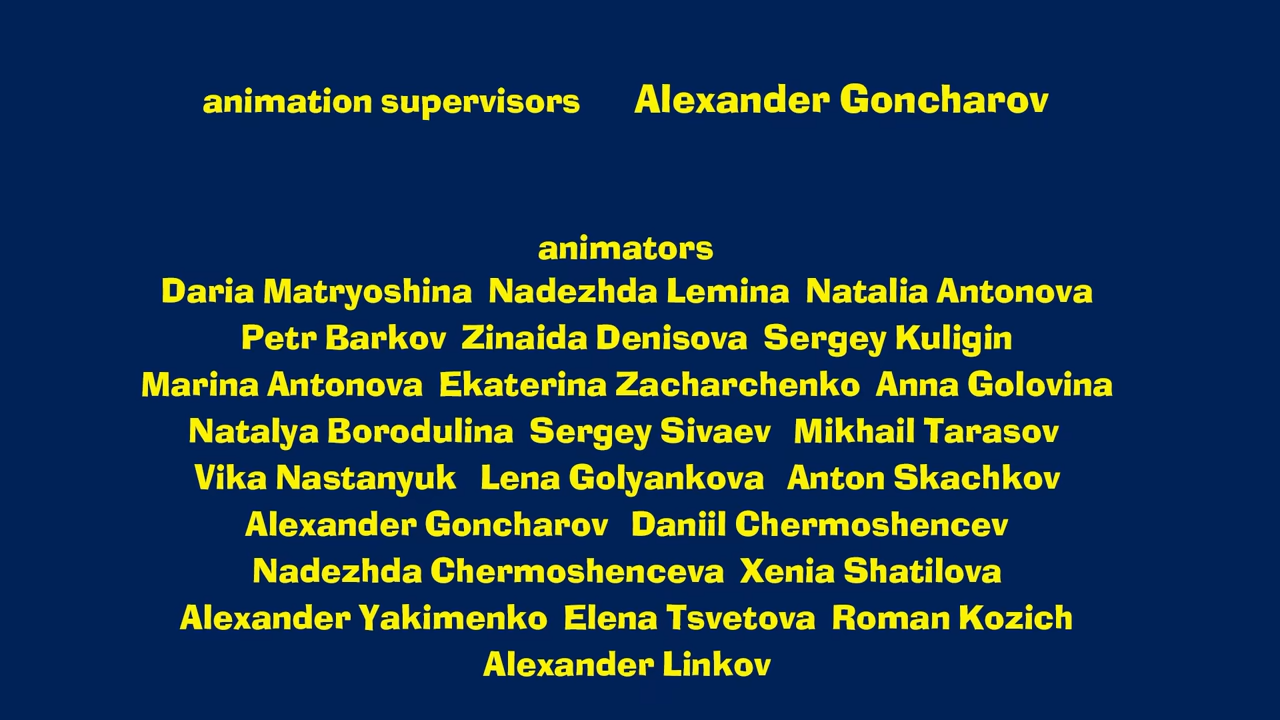 animation supervisors Alexander Goncharov
animators
Daria Matryoshina Nadezhda Lemina Natalia Antonova
Petr Barkov Zinaida Denisova Sergey Kuligin
Marina Antonova Ekaterina Zacharchenko Anna Golovina
Natalya Borodulina Sergey Sivaev Mikhail Tarasov
Vika Nastanyuk Lena Golyankova Anton Skachkov
Alexander Goncharov Daniil Chermoshencev
Nadezhda Chermoshenceva Xenia Shatilova
Alexander Yakimenko Elena Tsvetova Roman Kozich
Alexander Linkov